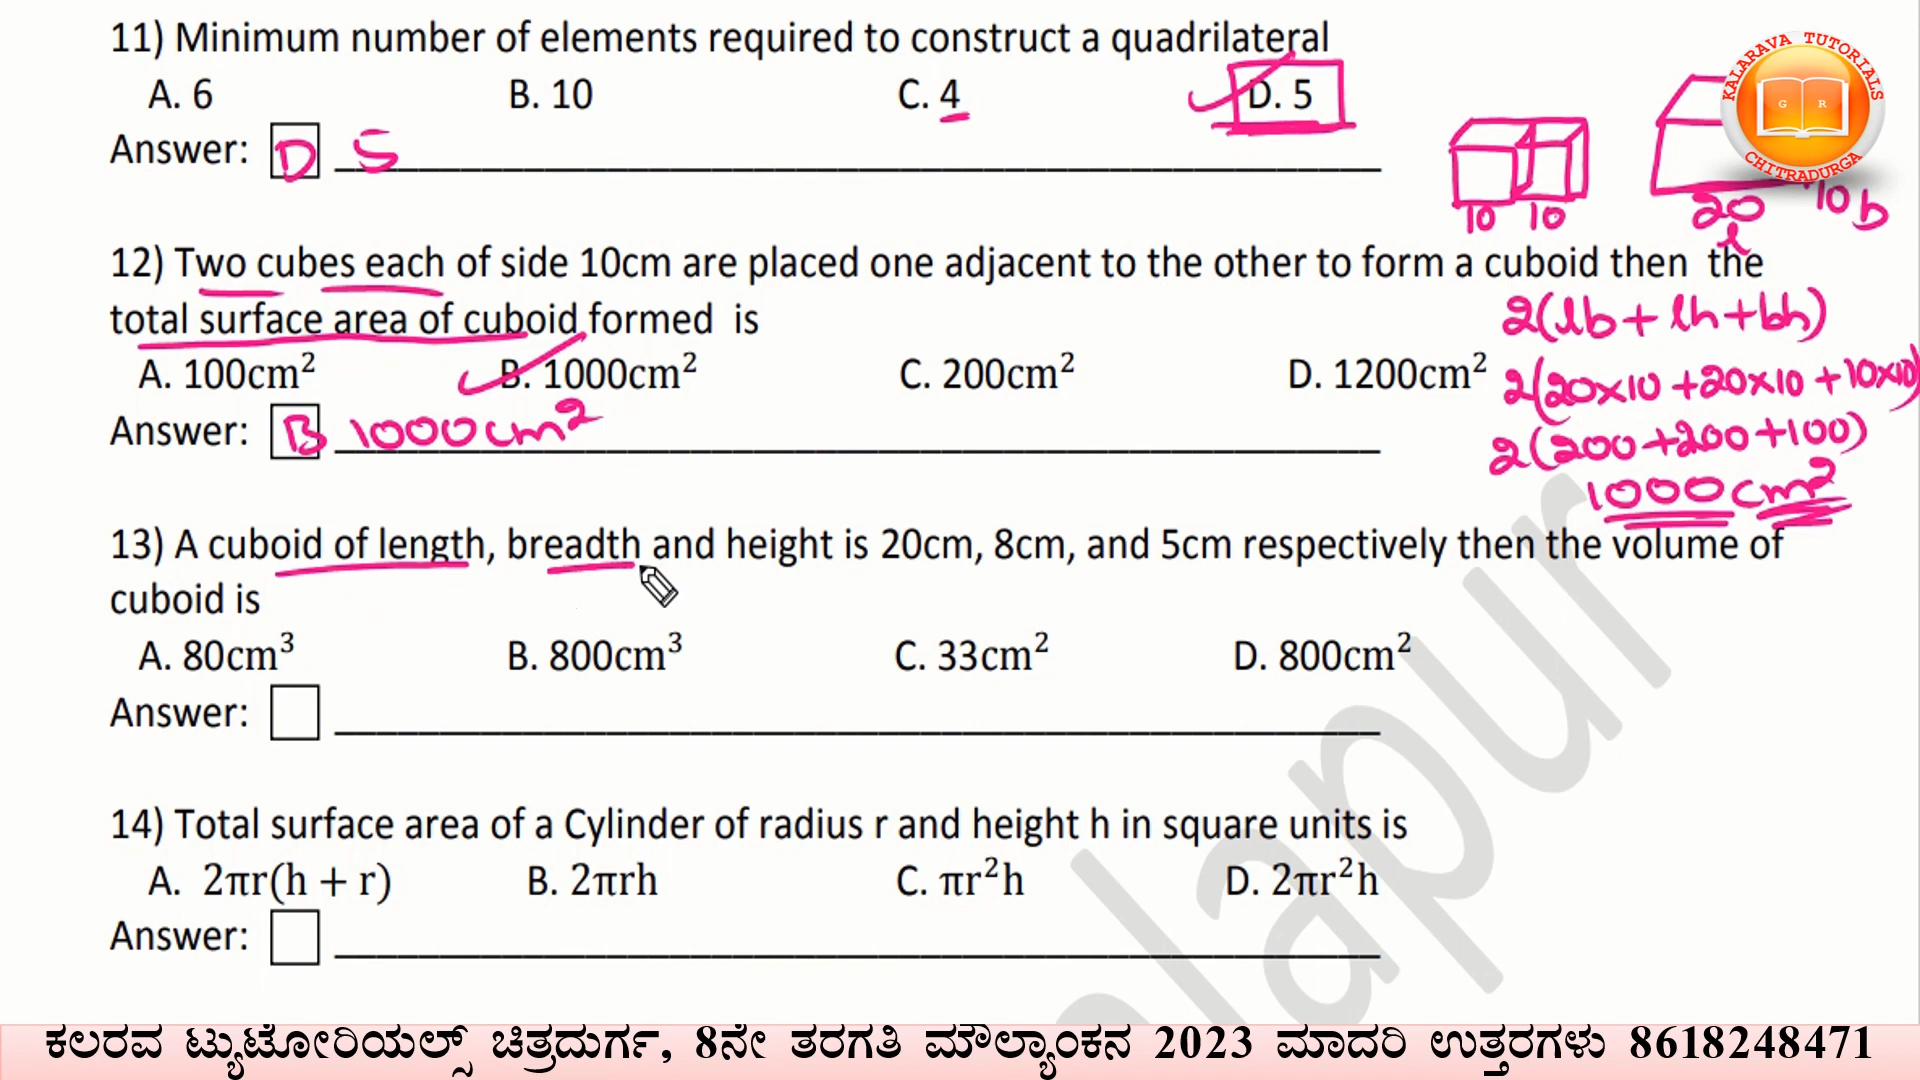 11) Minimum number of elements required to construct a quadrilateral
A. 6 B. 10 C. 4 D. 5
Answer: D 5
KALARAVA TUTORIALS
G R
CHITRADURGA
10 10 20 10 b
l
12) Two cubes each of side 10cm are placed one adjacent to the other to form a cuboid then the
total surface area of cuboid formed is
2(lb + lh + bh)
A. 100cm² B. 1000cm² C. 200cm² D. 1200cm²
2(20×10 + 20×10 + 10×10)
Answer: B 1000cm²
2(200+200+100)
1000cm²
13) A cuboid of length, breadth and height is 20cm, 8cm, and 5cm respectively then the volume of
cuboid is
A. 80cm³ B. 800cm³ C. 33cm² D. 800cm²
Answer:
14) Total surface area of a Cylinder of radius r and height h in square units is
A. 2πr(h + r) B. 2πrh C. πr²h D. 2πr²h
Answer:
alapur
ಕಲರವ ಟ್ಯುಟೋರಿಯಲ್ಸ್ ಚಿತ್ರದುರ್ಗ, 8ನೇ ತರಗತಿ ಮೌಲ್ಯಾಂಕನ 2023 ಮಾದರಿ ಉತ್ತರಗಳು 8618248471